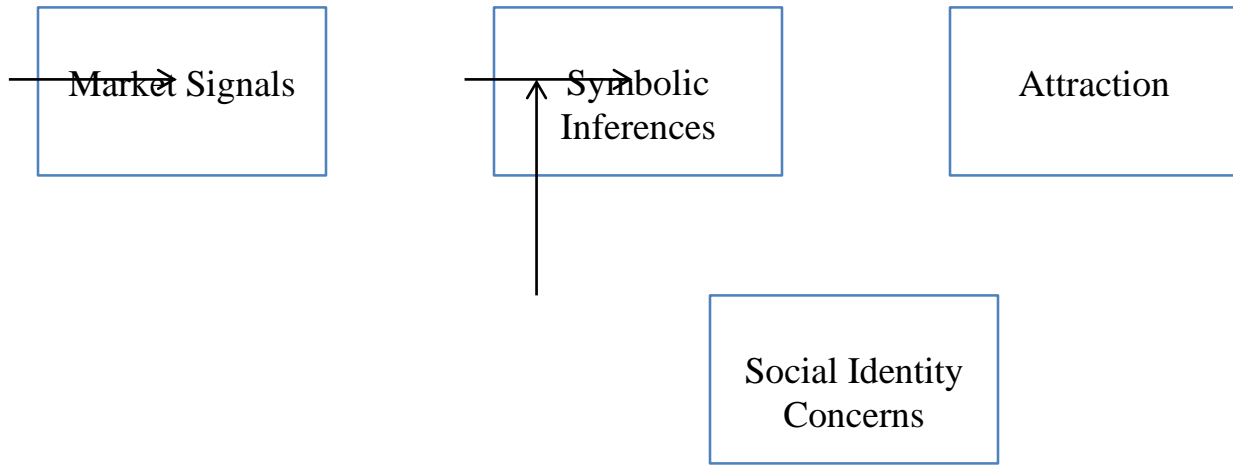 Market Signals
Symbolic
Inferences
Attraction
Social Identity
Concerns